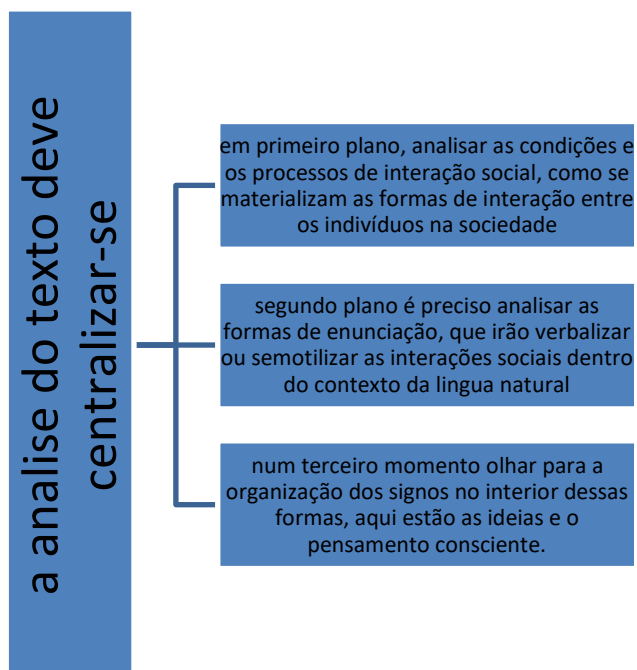 a analise do texto deve
centralizar-se
em primeiro plano, analisar as condições e
os processos de interação social, como se
materializam as formas de interação entre
os indivíduos na sociedade
segundo plano é preciso analisar as
formas de enunciação, que irão verbalizar
ou semotilizar as interações sociais dentro
do contexto da lingua natural
num terceiro momento olhar para a
organização dos signos no interior dessas
formas, aqui estão as ideias e o
pensamento consciente.